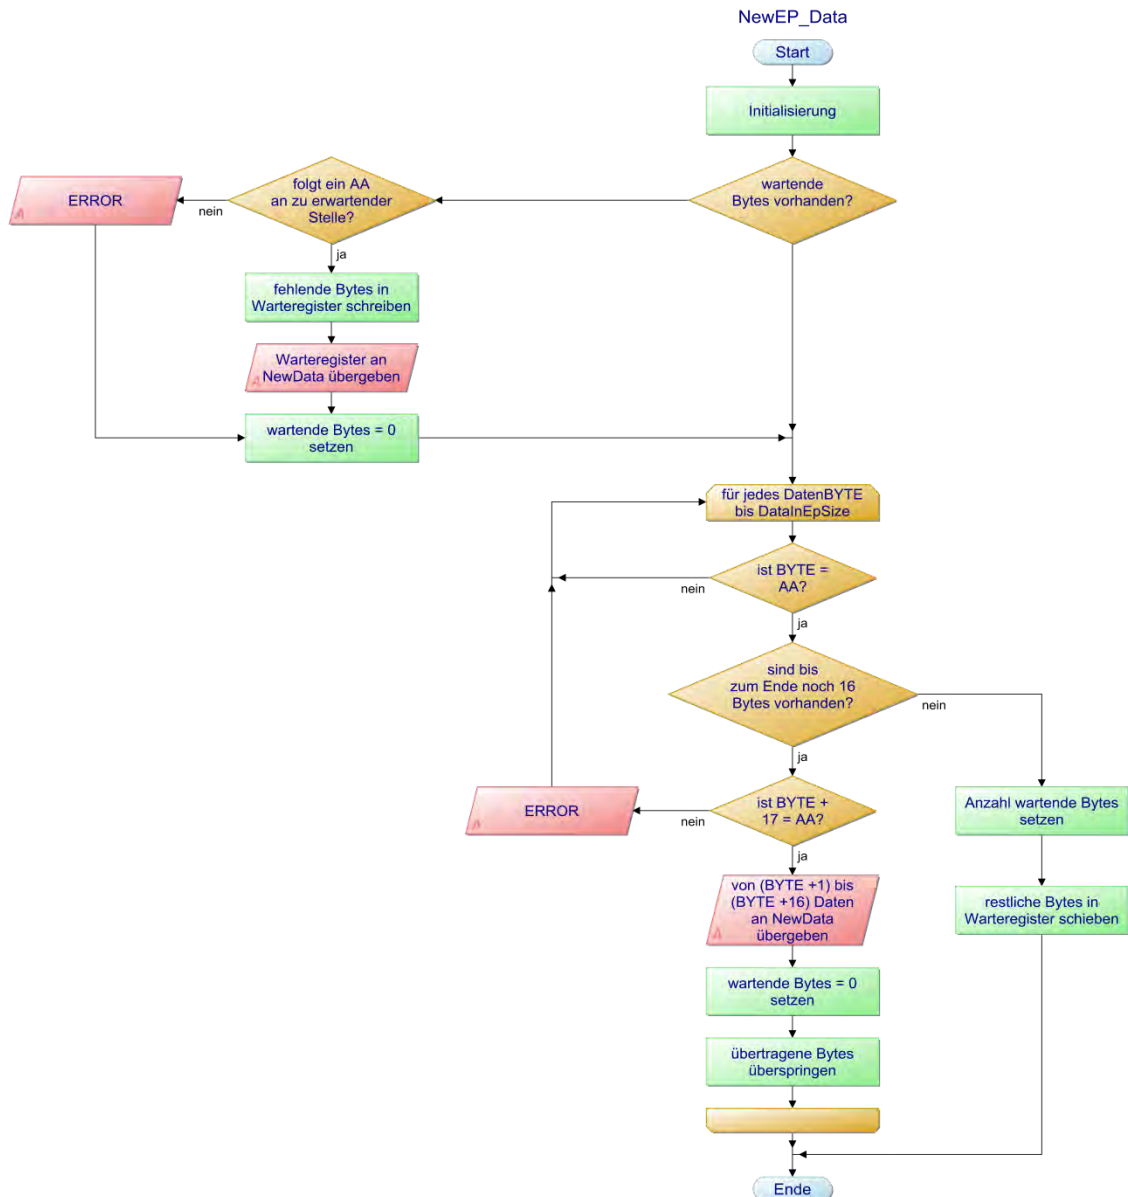 NewEP_Data
Start
Initialisierung
wartende
Bytes vorhanden?
folgt ein AA
an zu erwartender
Stelle?
nein
ERROR
ja
fehlende Bytes in
Warteregister schreiben
Warteregister an
NewData übergeben
wartende Bytes = 0
setzen
für jedes DatenBYTE
bis DataInEpSize
ist BYTE =
AA?
nein
ja
sind bis
zum Ende noch 16
Bytes vorhanden?
nein
ja
ist BYTE +
17 = AA?
nein
ERROR
ja
Anzahl wartende Bytes
setzen
restliche Bytes in
Warteregister schieben
von (BYTE +1) bis
(BYTE +16) Daten
an NewData
übergeben
wartende Bytes = 0
setzen
übertragene Bytes
überspringen
Ende